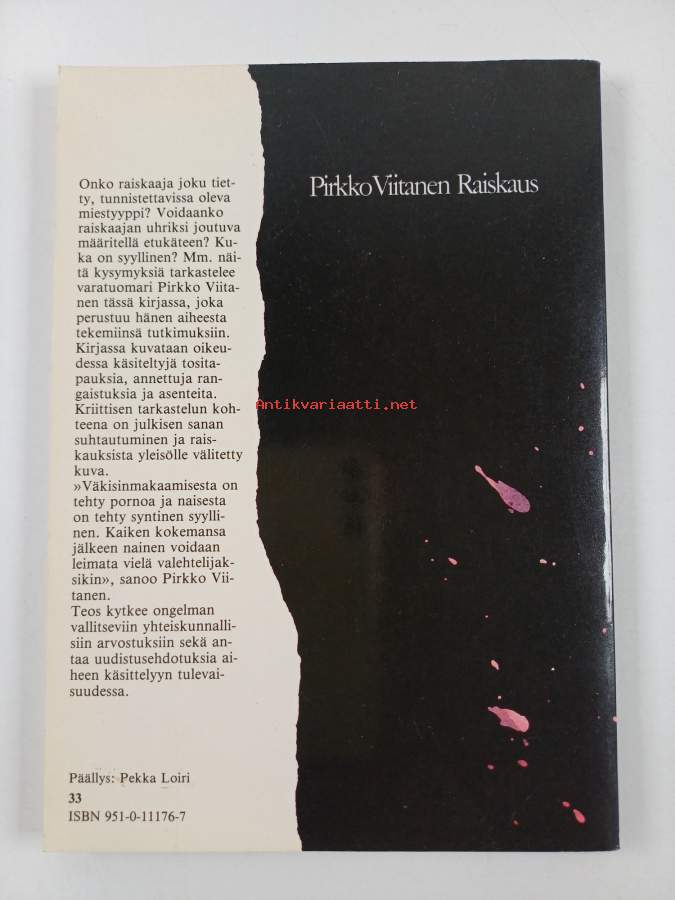 Onko raiskaaja joku tiet-
ty, tunnistettavissa oleva
miestyyppi? Voidaanko
raiskaajan uhriksi joutuva
määritellä etukäteen? Ku-
ka on syyllinen? Mm. näi-
tä kysymyksiä tarkastelee
varatuomari Pirkko Viita-
nen tässä kirjassa, joka
perustuu hänen aiheesta
tekemiinsä tutkimuksiin.
Kirjassa kuvataan oikeu-
dessa käsiteltyjä tosita-
pauksia, annettuja ran-
gaistuksia ja asenteita.
Kriittisen tarkastelun koh-
teena on julkisen sanan
suhtautuminen ja rais-
kauksista yleisölle välitetty
kuva.
»Väkisinmakaamisesta on
tehty pornoa ja naisesta
on tehty syntinen syylli-
nen. Kaiken kokemansa
jälkeen nainen voidaan
leimata vielä valehtelijak-
sikin», sanoo Pirkko Vii-
tanen.
Teos kytkee ongelman
vallitseviin yhteiskunnalli-
siin arvostuksiin sekä an-
taa uudistusehdotuksia ai-
heen käsittelyyn tulevai-
suudessa.
Päällys: Pekka Loiri
33
ISBN 951-0-11176-7
Pirkko Viitanen Raiskaus
Antikvariaatti.net